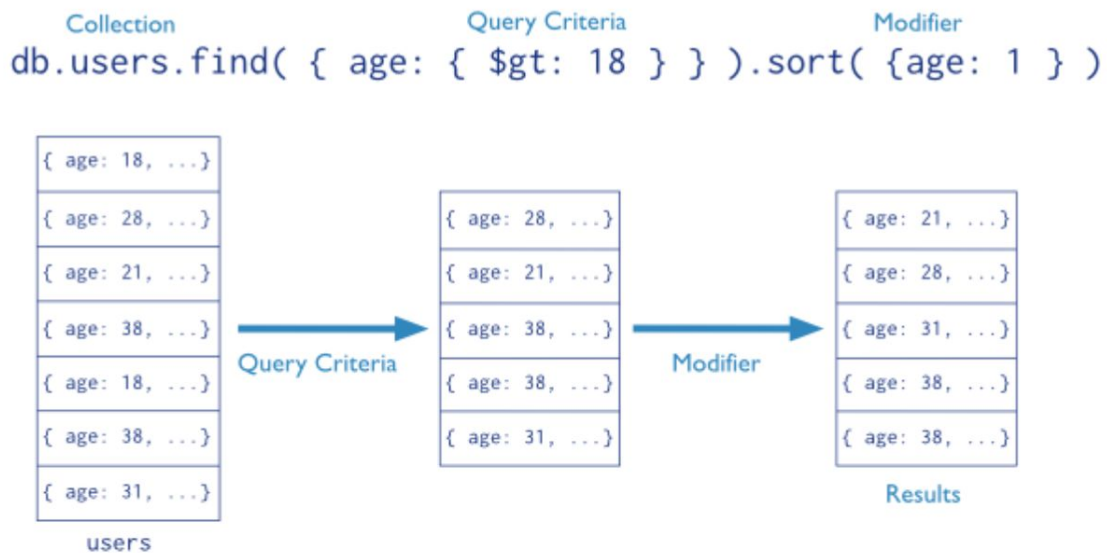 Collection Query Criteria Modifier
db.users.find( { age: { $gt: 18 } } ).sort( {age: 1 } )
{ age: 18, ...}
{ age: 28, ...}
{ age: 21, ...}
{ age: 38, ...}
{ age: 18, ...}
{ age: 38, ...}
{ age: 31, ...}
users
Query Criteria
{ age: 28, ...}
{ age: 21, ...}
{ age: 38, ...}
{ age: 38, ...}
{ age: 31, ...}
Modifier
{ age: 21, ...}
{ age: 28, ...}
{ age: 31, ...}
{ age: 38, ...}
{ age: 38, ...}
Results